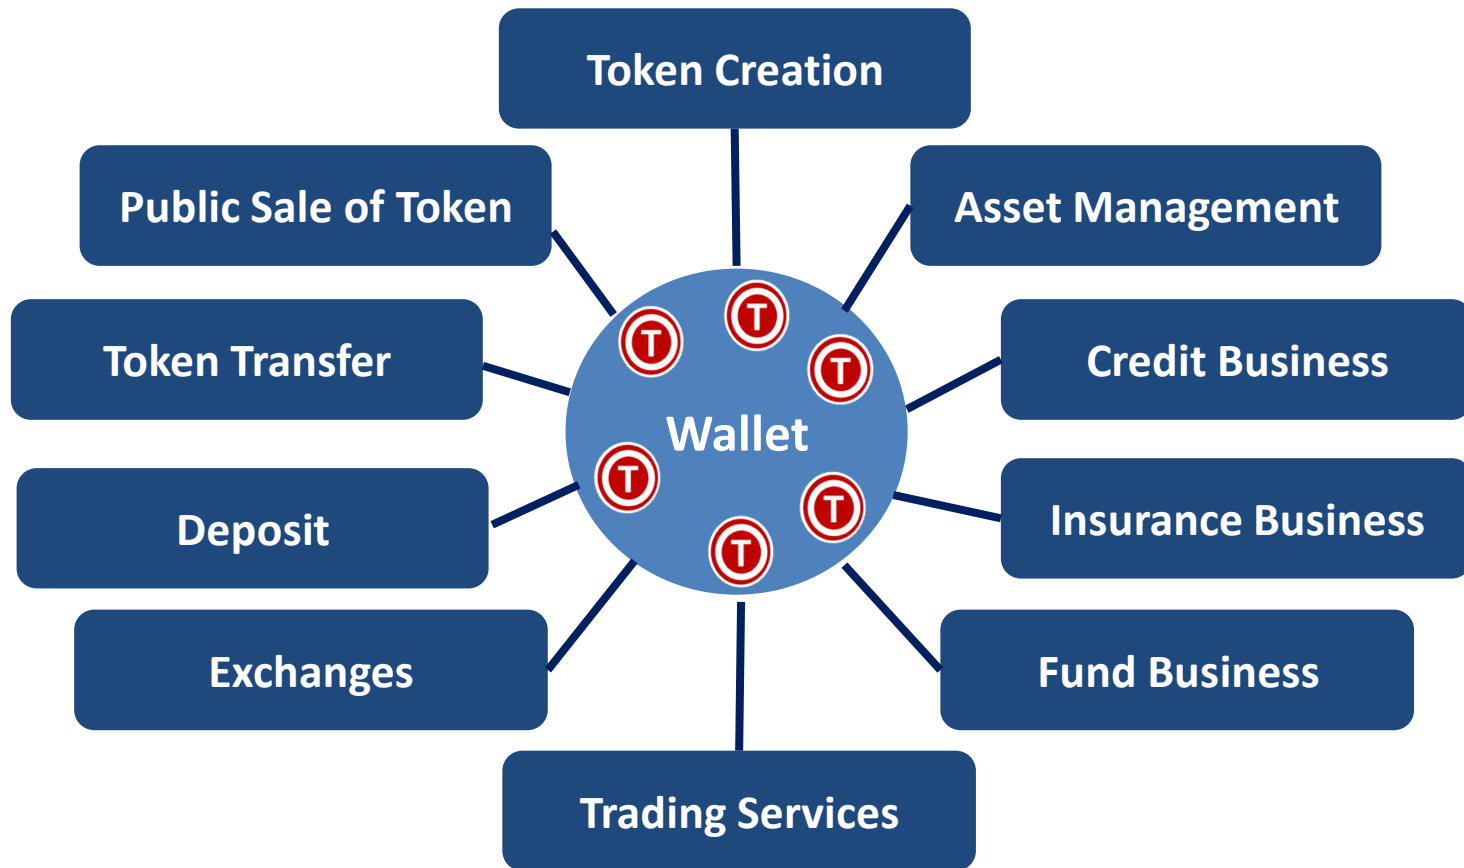 Token Creation
Public Sale of Token
Asset Management
Token Transfer
Credit Business
T
T
T
Wallet
T
T
T
Deposit
Insurance Business
Exchanges
Fund Business
Trading Services